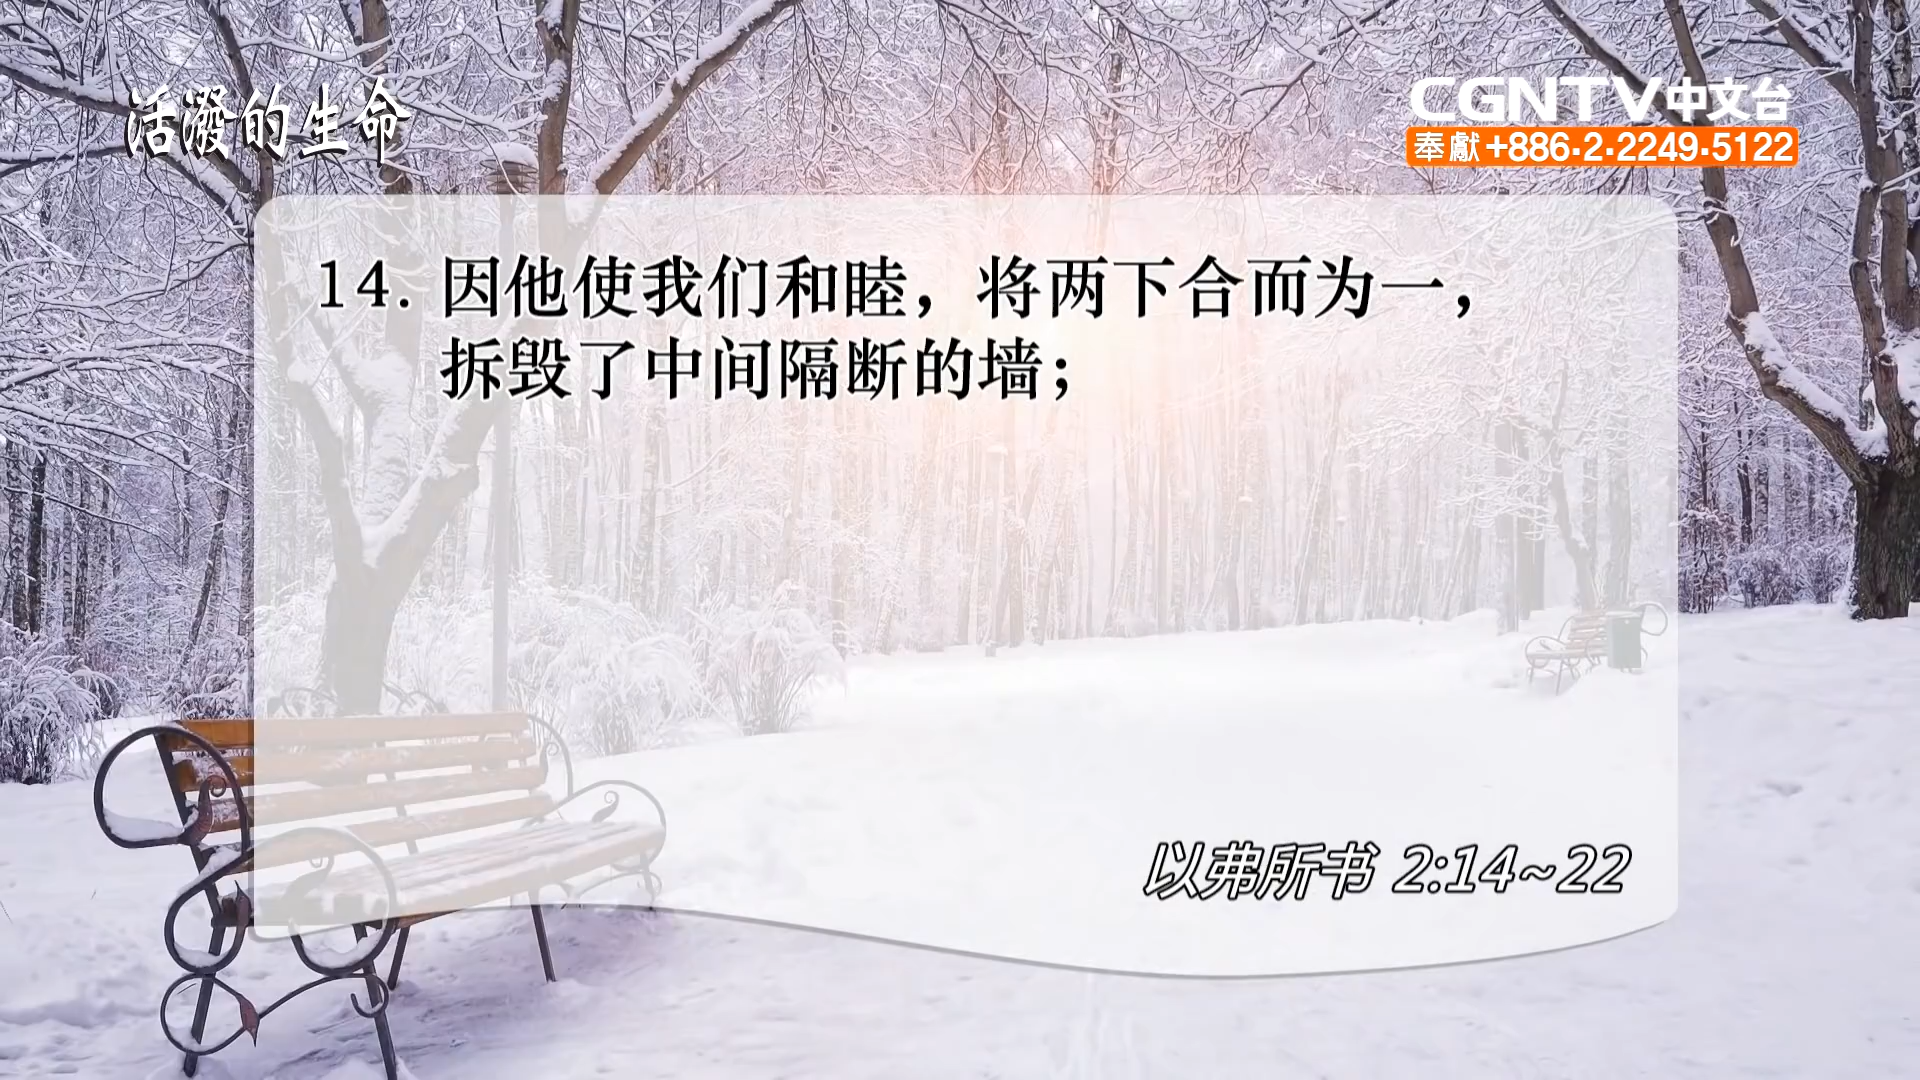 活潑的生命
CGNTV中文台
奉獻+886·2·2249·5122
14. 因他使我们和睦，将两下合而为一，
拆毁了中间隔断的墙；
以弗所书 2:14~22